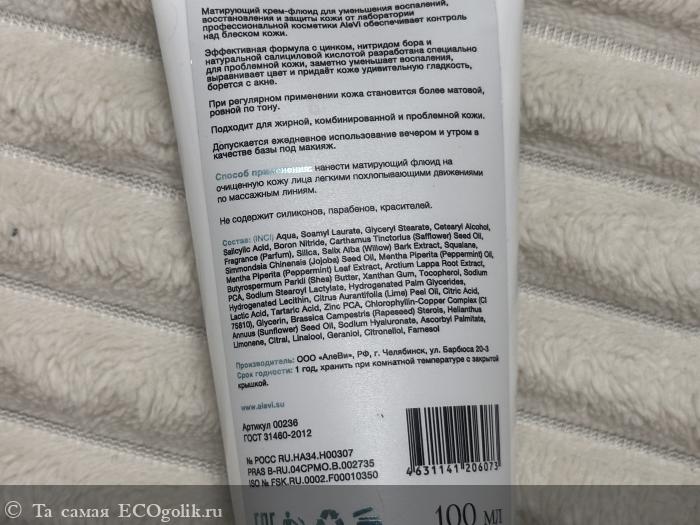 Матирующий крем-флюид для уменьшения воспалений,
восстановления и защиты кожи от лаборатории
профессиональной косметики AleVi обеспечивает контроль
над блеском кожи.
Эффективная формула с цинком, нитридом бора и
натуральной салициловой кислотой разработана специально
для проблемной кожи, заметно уменьшает воспаления,
выравнивает цвет и придаёт коже удивительную гладкость,
борется с акне.
При регулярном применении кожа становится более матовой,
ровной по тону.
Подходит для жирной, комбинированной и проблемной кожи.
Допускается ежедневное использование вечером и утром в
качестве базы под макияж.
Способ применения: нанести матирующий флюид на
очищенную кожу лица легкими похлопывающими движениями
по массажным линиям.
Не содержит силиконов, парабенов, красителей.
Состав: (INCI) Aqua, Soamyl Laurate, Glyceryl Stearate, Cetearyl Alcohol,
Salicylic Acid, Boron Nitride, Carthamus Tinctorius (Safflower) Seed Oil,
Fragrance (Parfum), Silica, Salix Alba (Willow) Bark Extract, Squalane,
Simmondsia Chinensis (Jojoba) Seed Oil, Mentha Piperita (Peppermint) Oil,
Mentha Piperita (Peppermint) Leaf Extract, Arctium Lappa Root Extract,
Butyrospermum Parkii (Shea) Butter, Xanthan Gum, Tocopherol, Sodium
PCA, Sodium Stearoyl Lactylate, Hydrogenated Palm Glycerides,
Hydrogenated Lecithin, Citrus Aurantifolia (Lime) Peel Oil, Citric Acid,
Lactic Acid, Tartaric Acid, Zinc PCA, Chlorophyllin-Copper Complex (CI
75810), Glycerin, Brassica Campestris (Rapeseed) Sterols, Helianthus
Annuus (Sunflower) Seed Oil, Sodium Hyaluronate, Ascorbyl Palmitate,
Limonene, Citral, Linalool, Geraniol, Citronellol, Farnesol
Производитель: ООО «АлеВи», РФ, г. Челябинск, ул. Барбюса 20-3
Срок годности: 1 год, хранить при комнатной температуре с закрытой
крышкой.
www.alevi.su
Артикул 00236
ГОСТ 31460-2012
№ РОСС RU.HA34.H00307
PRAS B-RU.04СРМО.В.002735
ISO № FSK.RU.0002.F00010350
4 631141 206073
100 МЛ
© Та самая ECOgolik.ru